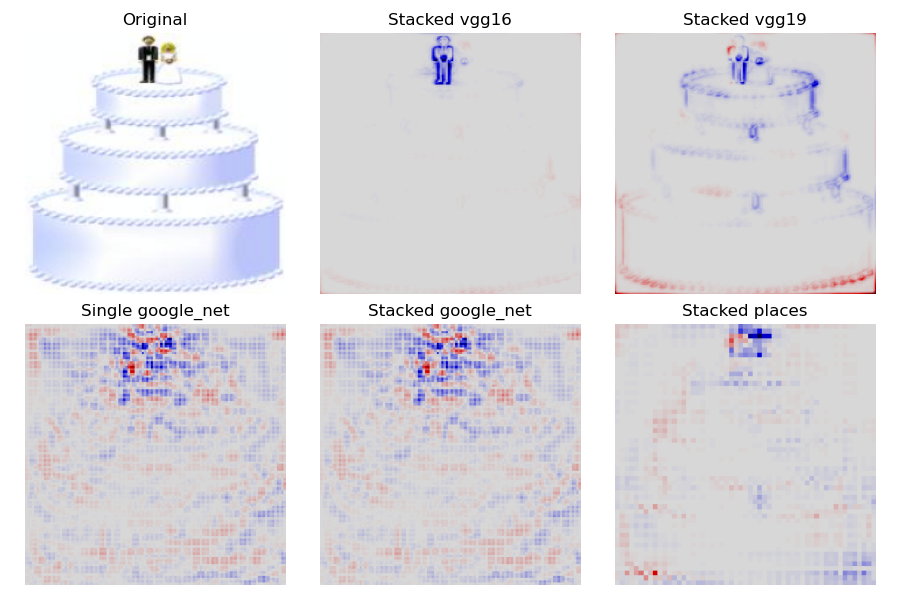 Original
Stacked vgg16
Stacked vgg19
Single google_net
Stacked google_net
Stacked places